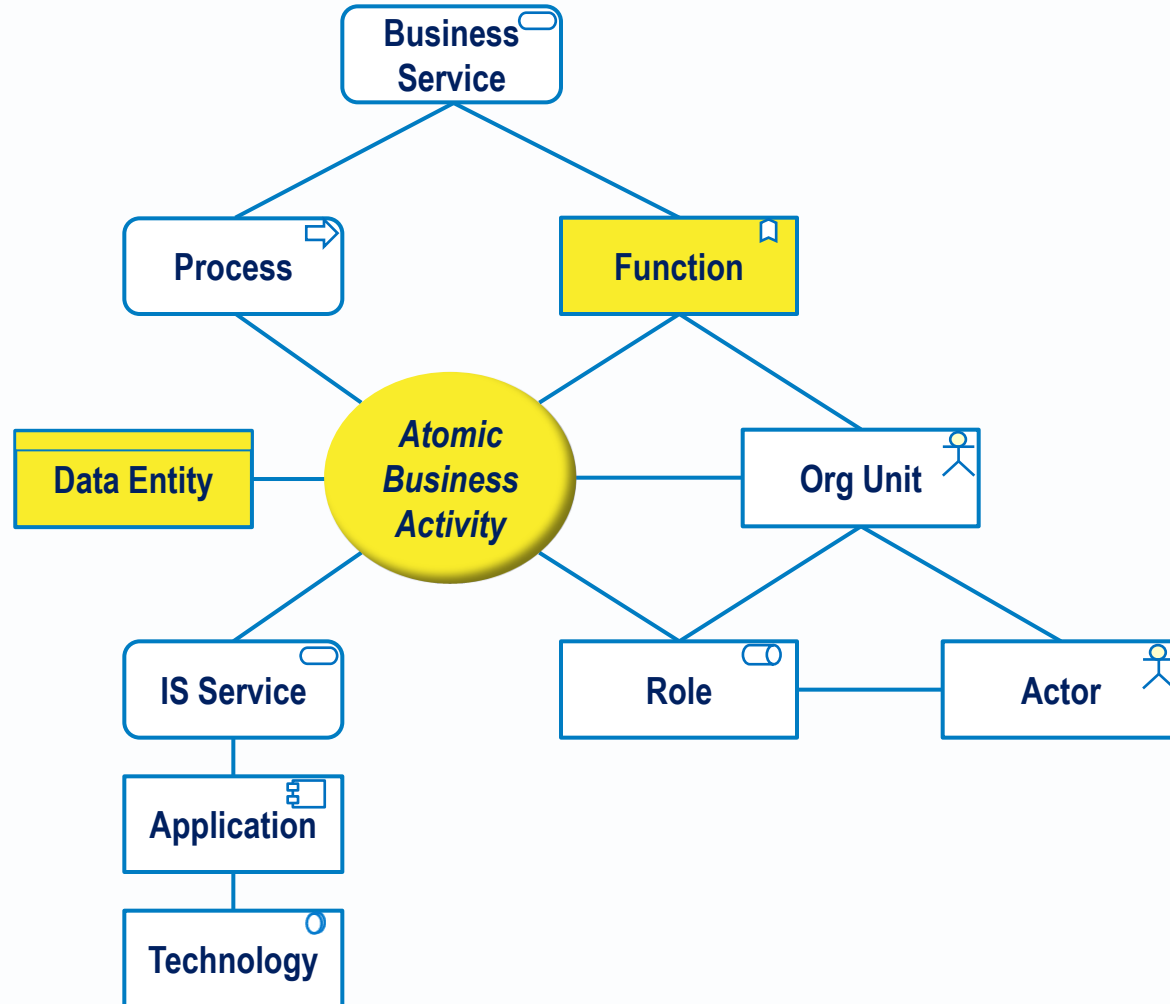 Business
Service
Process
Function
Atomic
Business
Activity
Data Entity
Org Unit
IS Service
Role
Actor
Application
Technology